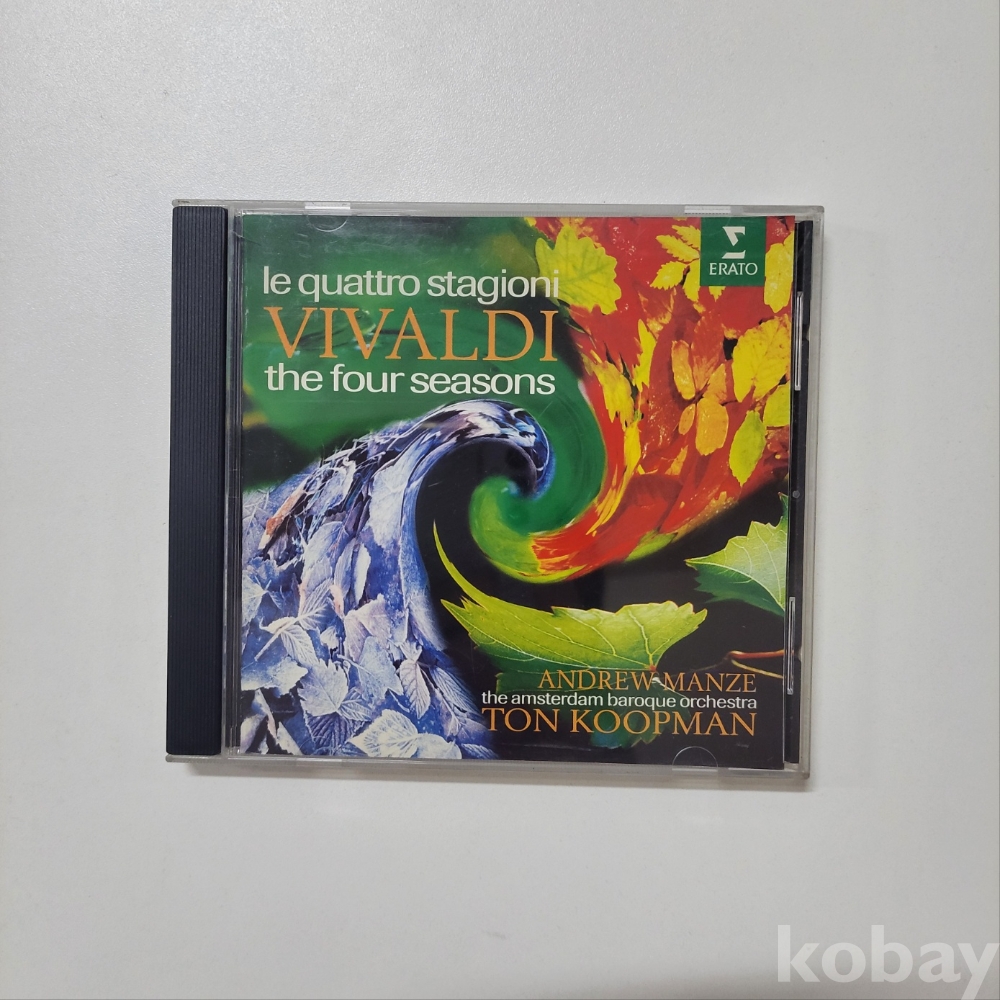 ERATO
le quattro stagioni
VIVALDI
the four seasons
ANDREW MANZE
the amsterdam baroque orchestra
TON KOOPMAN
kobay